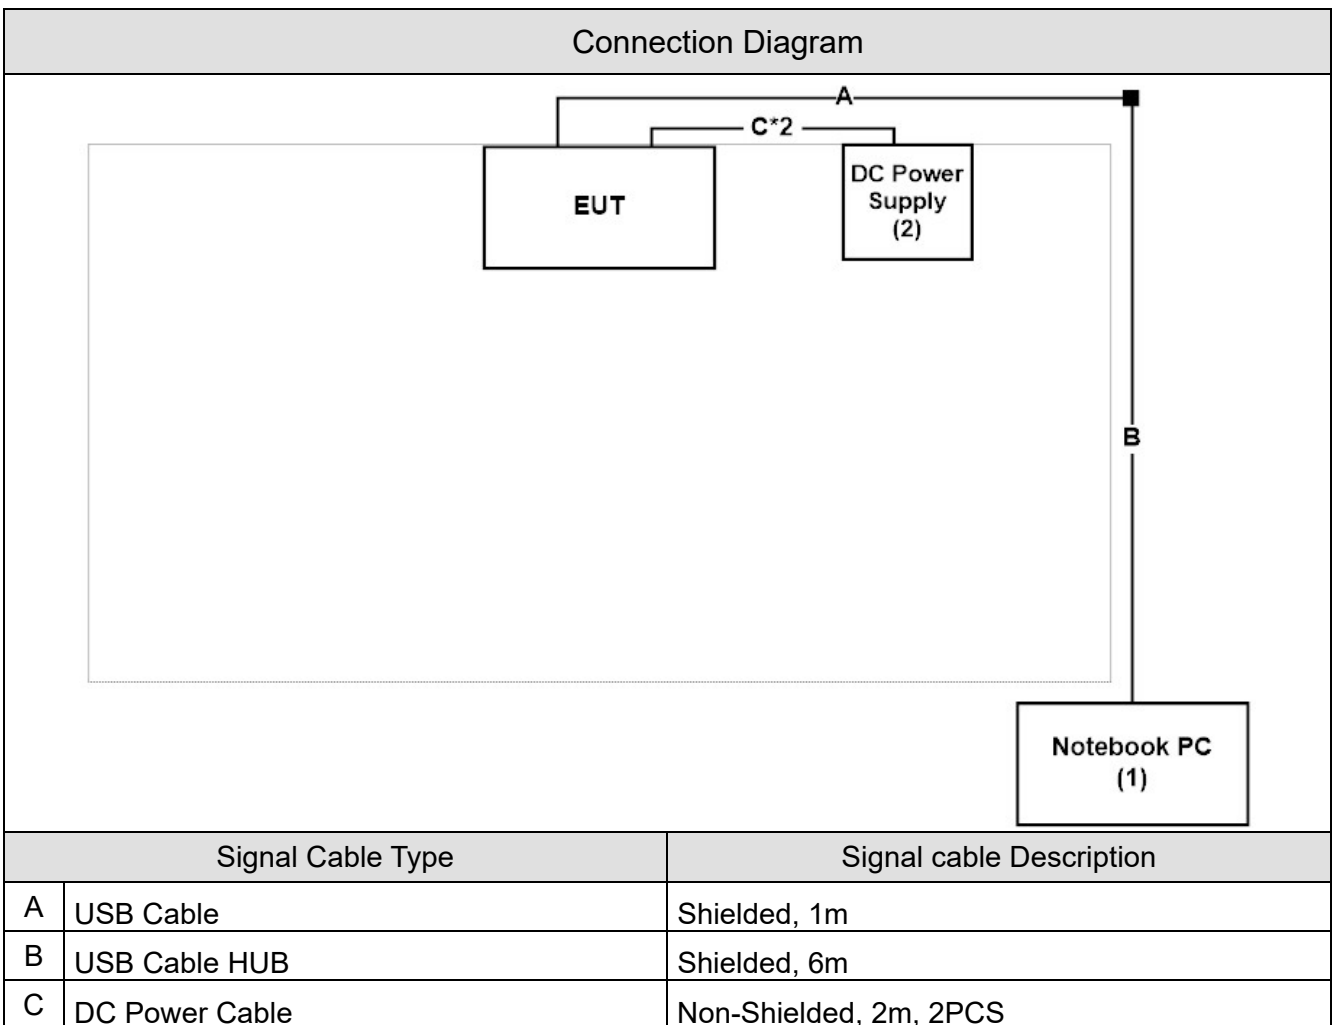 Connection Diagram
A
C*2
EUT
DC Power
Supply
(2)
B
Notebook PC
(1)
Signal Cable Type
Signal cable Description
A
USB Cable
Shielded, 1m
B
USB Cable HUB
Shielded, 6m
C
DC Power Cable
Non-Shielded, 2m, 2PCS